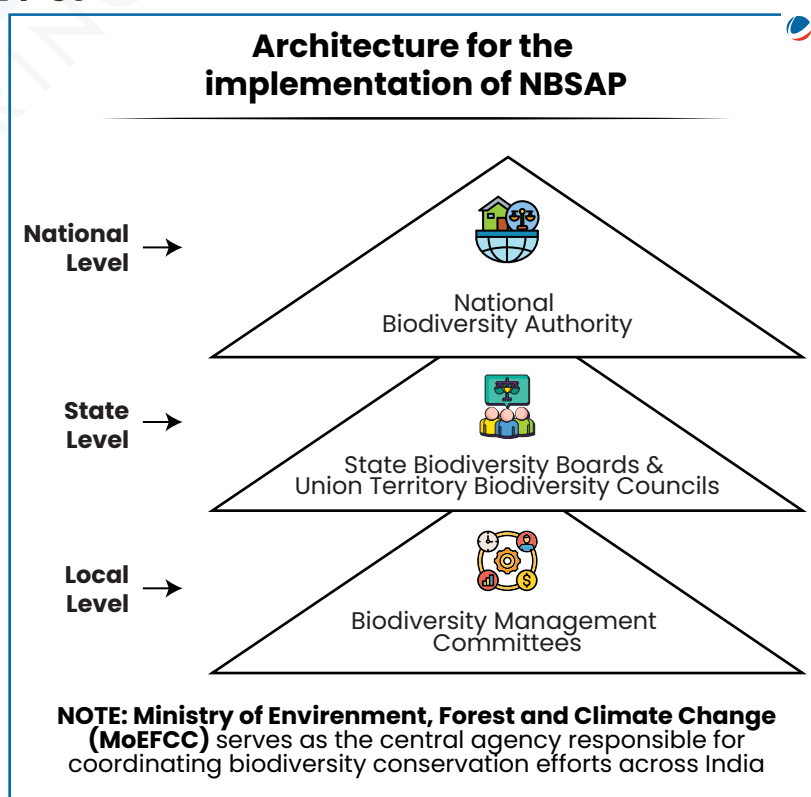 Architecture for the
implementation of NBSAP
National
Level
National
Biodiversity Authority
State
Level
State Biodiversity Boards &
Union Territory Biodiversity Councils
Local
Level
Biodiversity Management
Committees
NOTE: Ministry of Envirenment, Forest and Climate Change
(MoEFCC) serves as the central agency responsible for
coordinating biodiversity conservation efforts across India